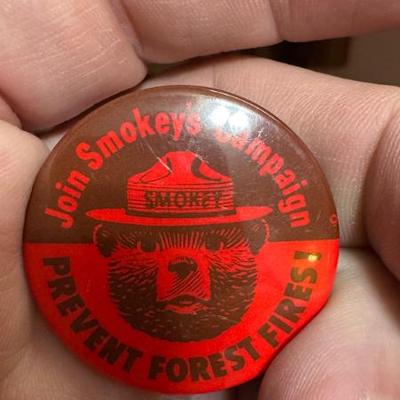 Join Smokey's Campaign
SMOKEY
PREVENT FOREST FIRES!